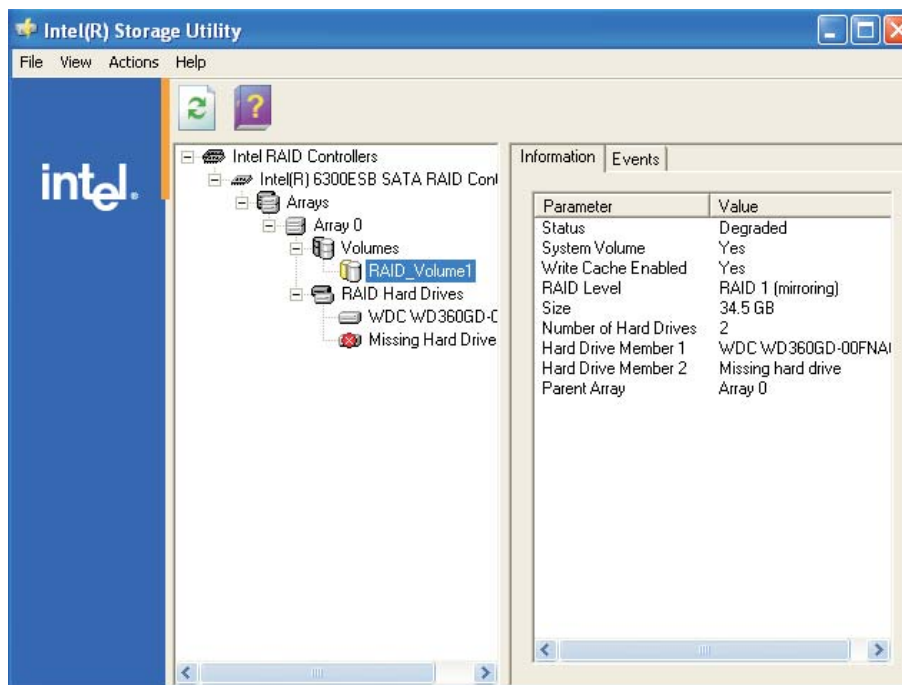 Intel(R) Storage Utility
File View Actions Help
intel.
Intel RAID Controllers
Intel(R) 6300ESB SATA RAID Cont
Arrays
Array 0
Volumes
RAID_Volume1
RAID Hard Drives
WDC WD360GD-0
Missing Hard Drive
Information Events
Parameter Value
Status Degraded
System Volume Yes
Write Cache Enabled Yes
RAID Level RAID 1 (mirroring)
Size 34.5 GB
Number of Hard Drives 2
Hard Drive Member 1 WDC WD360GD-00FNA
Hard Drive Member 2 Missing hard drive
Parent Array Array 0